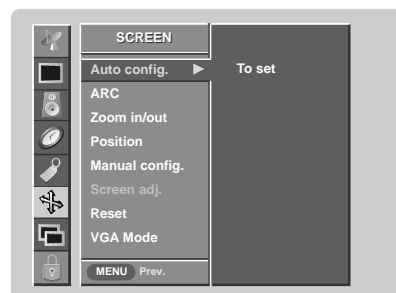 SCREEN
Auto config. ▶ To set
ARC
Zoom in/out
Position
Manual config.
Screen adj.
Reset
VGA Mode
MENU Prev.